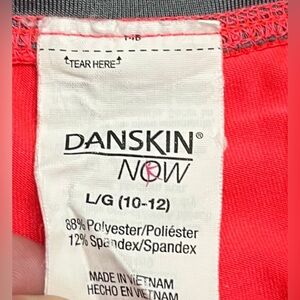 TEAR HERE
DANSKIN®
NOW
L/G (10-12)
88% Polyester/Poliéster
12% Spandex/Spandex
MADE IN VIETNAM
HECHO EN VIETNAM